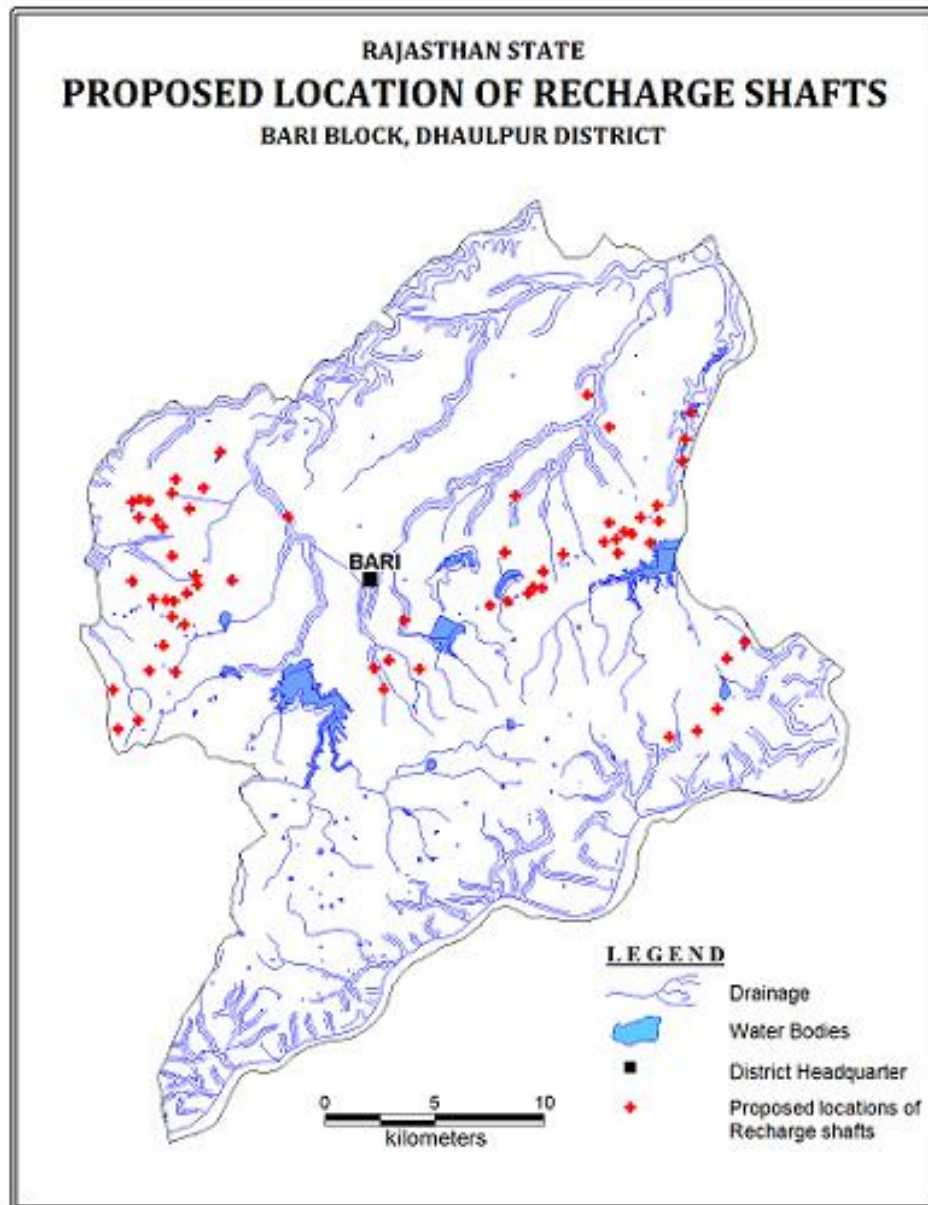 RAJASTHAN STATE
PROPOSED LOCATION OF RECHARGE SHAFTS
BARI BLOCK, DHAULPUR DISTRICT
BARI
LEGEND
Drainage
Water Bodies
District Headquarter
Proposed locations of
Recharge shafts
0 5 10
kilometers